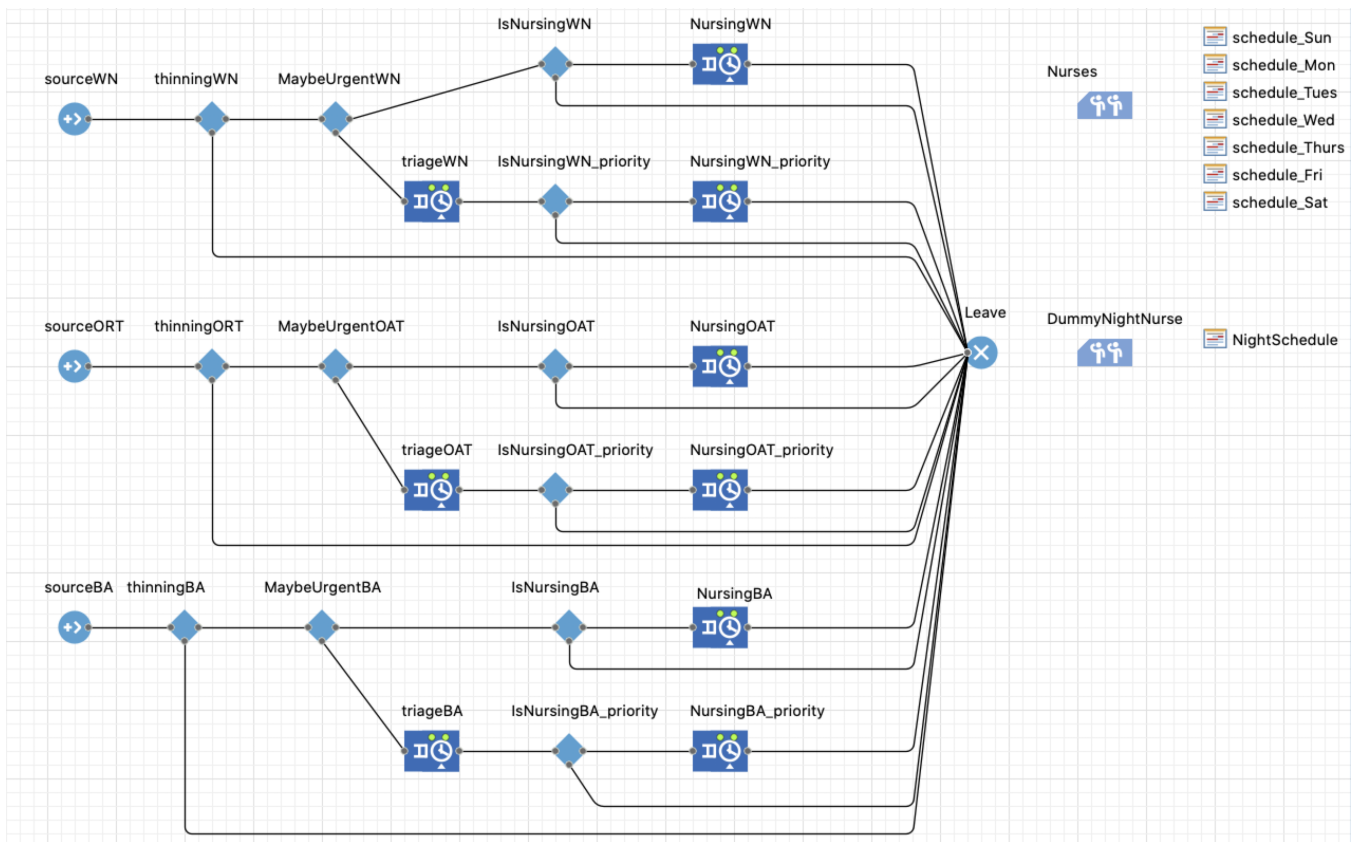 IsNursingWN
NursingWN
schedule_Sun
sourceWN
thinningWN
MaybeUrgentWN
Nurses
schedule_Mon
schedule_Tues
schedule_Wed
schedule_Thurs
schedule_Fri
schedule_Sat
triageWN
IsNursingWN_priority
NursingWN_priority
Leave
sourceORT
thinningORT
MaybeUrgentOAT
IsNursingOAT
NursingOAT
DummyNightNurse
NightSchedule
triageOAT
IsNursingOAT_priority
NursingOAT_priority
sourceBA
thinningBA
MaybeUrgentBA
IsNursingBA
NursingBA
triageBA
IsNursingBA_priority
NursingBA_priority